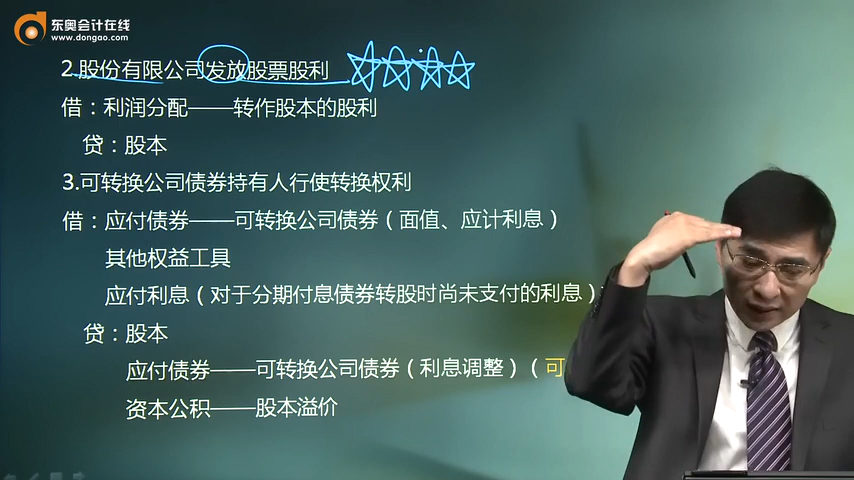 东奥会计在线
www.dongao.com
2.股份有限公司发放股票股利
借：利润分配——转作股本的股利
贷：股本
3.可转换公司债券持有人行使转换权利
借：应付债券——可转换公司债券（面值、应计利息）
其他权益工具
应付利息（对于分期付息债券转股时尚未支付的利息）
贷：股本
应付债券——可转换公司债券（利息调整）（可
资本公积——股本溢价